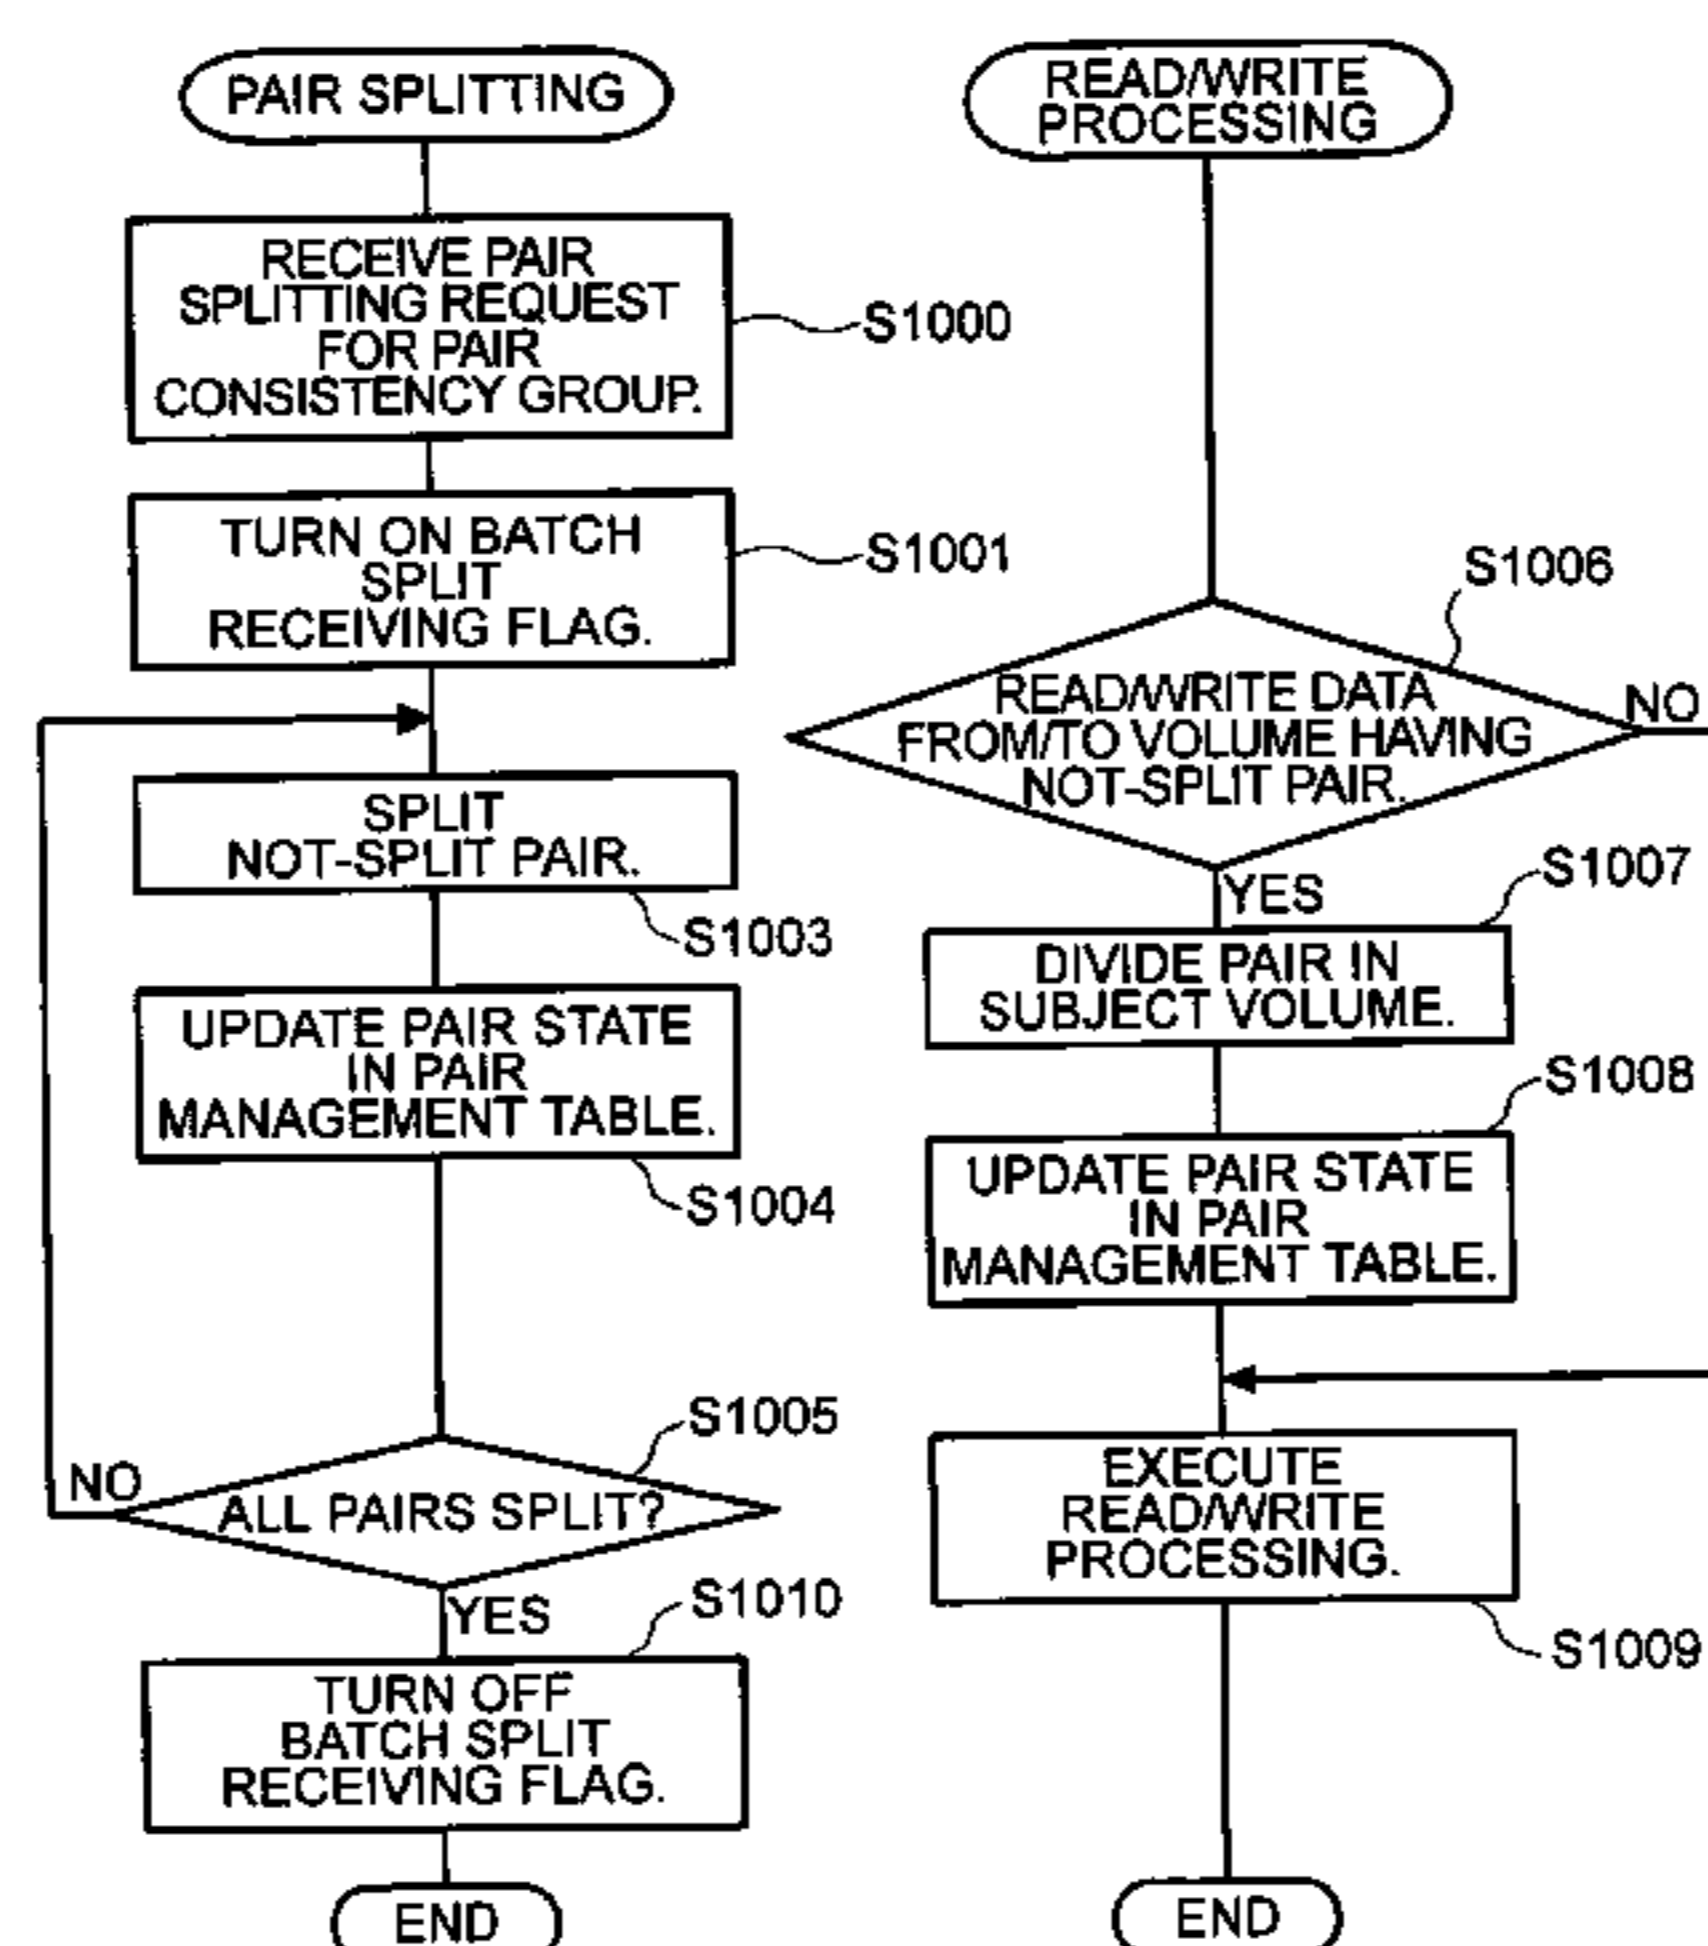 PAIR SPLITTING
RECEIVE PAIR
SPLITTING REQUEST
FOR PAIR
CONSISTENCY GROUP.
S1000
TURN ON BATCH
SPLIT
RECEIVING FLAG.
S1001
SPLIT
NOT-SPLIT PAIR.
S1003
UPDATE PAIR STATE
IN PAIR
MANAGEMENT TABLE.
S1004
S1005
NO
ALL PAIRS SPLIT?
YES
S1010
TURN OFF
BATCH SPLIT
RECEIVING FLAG.
END
READ/WRITE
PROCESSING
S1006
READ/WRITE DATA
FROM/TO VOLUME HAVING
NOT-SPLIT PAIR.
NO
YES
S1007
DIVIDE PAIR IN
SUBJECT VOLUME.
S1008
UPDATE PAIR STATE
IN PAIR
MANAGEMENT TABLE.
EXECUTE
READ/WRITE
PROCESSING.
S1009
END